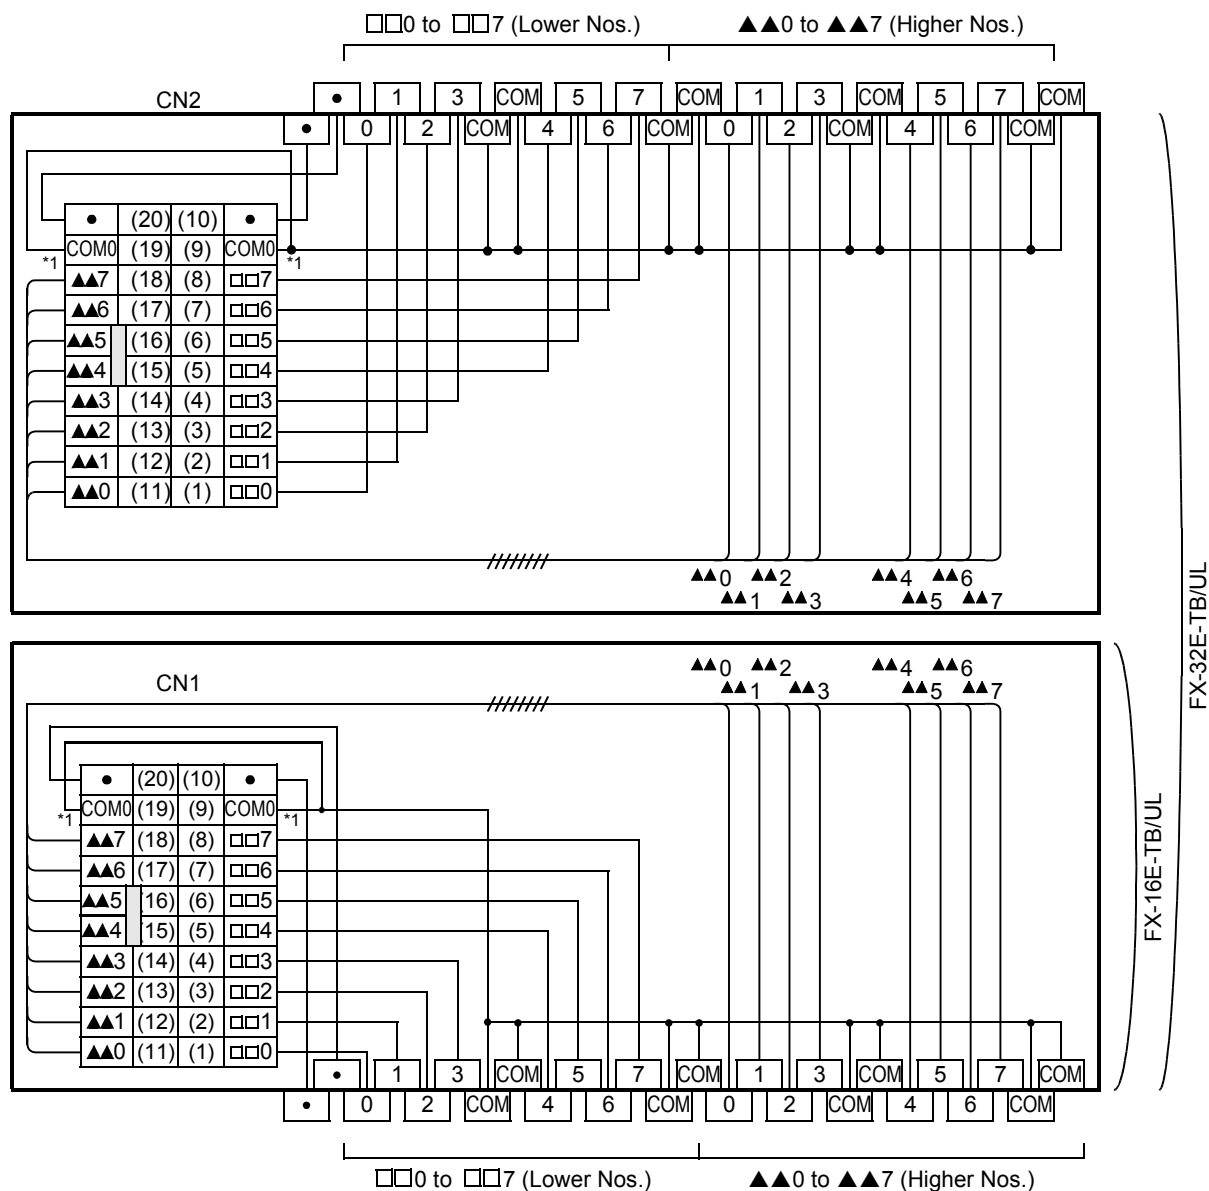 □□0 to □□7 (Lower Nos.) ▲▲0 to ▲▲7 (Higher Nos.)
CN2
• 1 3 COM 5 7 COM 1 3 COM 5 7 COM
• 0 2 COM 4 6 COM 0 2 COM 4 6 COM
• (20) (10) •
COM0 (19) (9) COM0
*1 *1
▲▲7 (18) (8) □□7
▲▲6 (17) (7) □□6
▲▲5 (16) (6) □□5
▲▲4 (15) (5) □□4
▲▲3 (14) (4) □□3
▲▲2 (13) (3) □□2
▲▲1 (12) (2) □□1
▲▲0 (11) (1) □□0
▲▲0 ▲▲2 ▲▲4 ▲▲6
▲▲1 ▲▲3 ▲▲5 ▲▲7
FX-32E-TB/UL
CN1
▲▲0 ▲▲2 ▲▲4 ▲▲6
▲▲1 ▲▲3 ▲▲5 ▲▲7
• (20) (10) •
COM0 (19) (9) COM0
*1 *1
▲▲7 (18) (8) □□7
▲▲6 (17) (7) □□6
▲▲5 (16) (6) □□5
▲▲4 (15) (5) □□4
▲▲3 (14) (4) □□3
▲▲2 (13) (3) □□2
▲▲1 (12) (2) □□1
▲▲0 (11) (1) □□0
FX-16E-TB/UL
• 1 3 COM 5 7 COM 1 3 COM 5 7 COM
• 0 2 COM 4 6 COM 0 2 COM 4 6 COM
□□0 to □□7 (Lower Nos.) ▲▲0 to ▲▲7 (Higher Nos.)